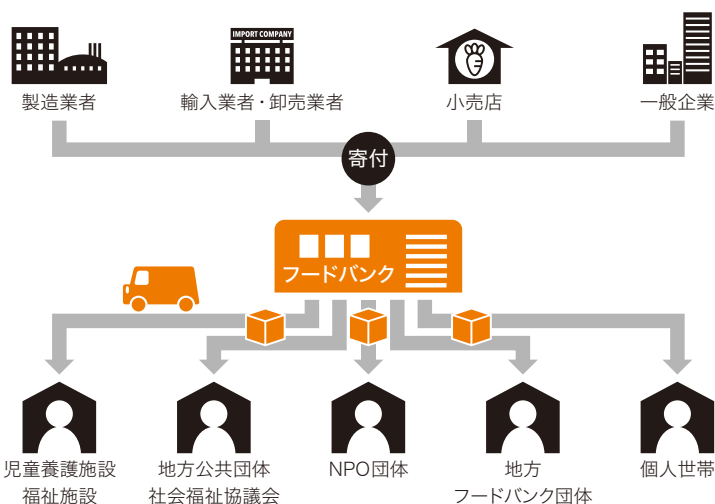 IMPORT COMPANY
製造業者
輸入業者・卸売業者
小売店
一般企業
寄付
フードバンク
児童養護施設
福祉施設
地方公共団体
社会福祉協議会
NPO団体
地方
フードバンク団体
個人世帯